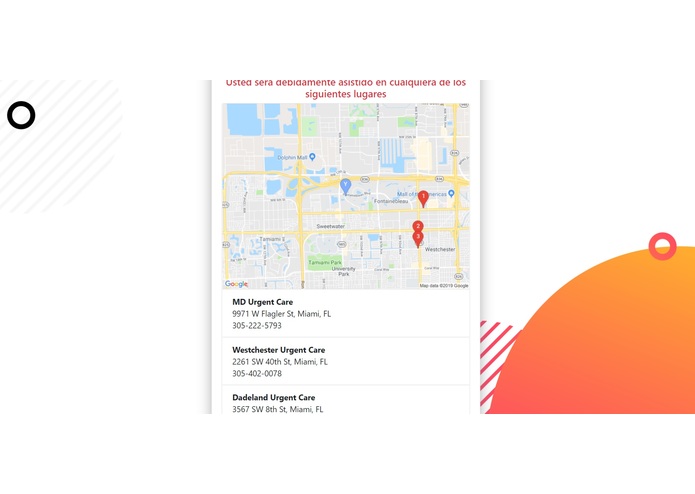 Usted será debidamente asistido en cualquiera de los
siguientes lugares
Dolphin Mall
Mall of Americas
Fontainebleau
Sweetwater
Tamiami
Westchester
Tamiami Park
University
Park
Google
Map data ©2019 Google
1
2
3
MD Urgent Care
9971 W Flagler St, Miami, FL
305-222-5793
Westchester Urgent Care
2261 SW 40th St, Miami, FL
305-402-0078
Dadeland Urgent Care
3567 SW 8th St, Miami, FL